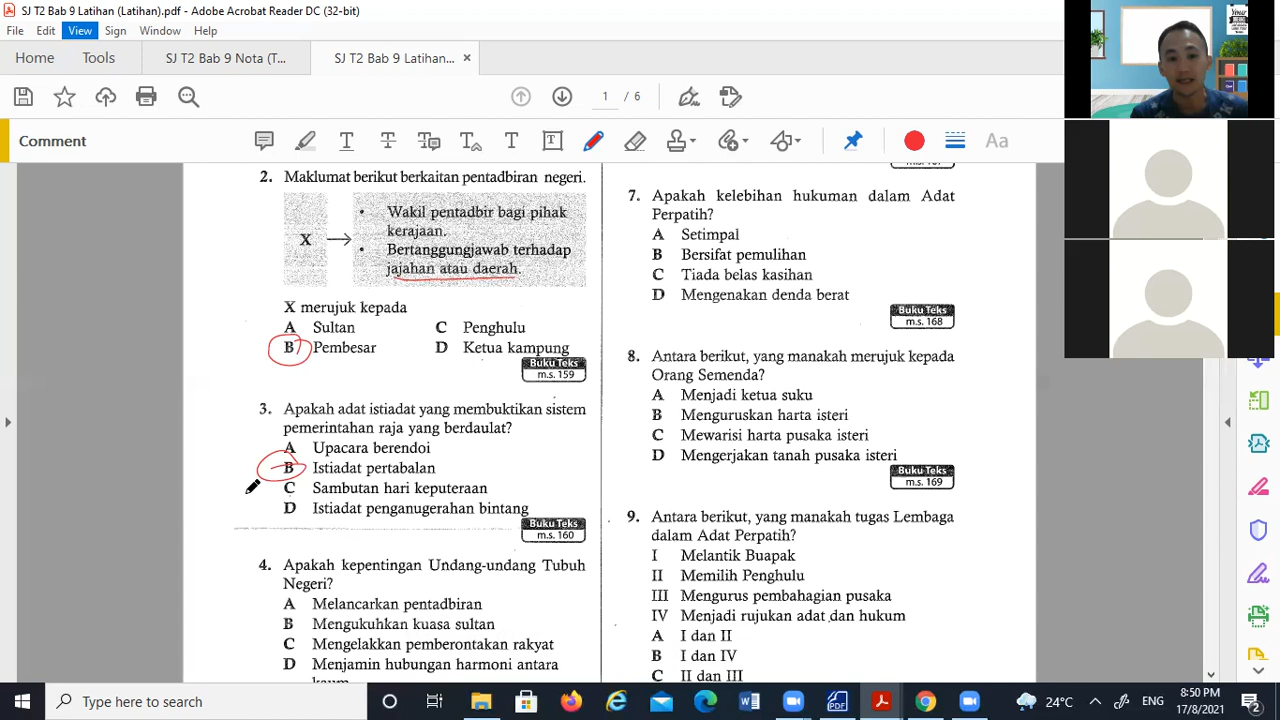 SJ T2 Bab 9 Latihan (Latihan).pdf - Adobe Acrobat Reader DC (32-bit)
File Edit View Sign Window Help
Home Tools SJ T2 Bab 9 Nota (T... SJ T2 Bab 9 Latihan... ×
1 / 6
Comment
Aa
2. Maklumat berikut berkaitan pentadbiran negeri.
X
• Wakil pentadbir bagi pihak
kerajaan.
• Bertanggungjawab terhadap
jajahan atau daerah.
X merujuk kepada
A Sultan C Penghulu
B Pembesar D Ketua kampung
Buku Teks
m.s. 159
3. Apakah adat istiadat yang membuktikan sistem
pemerintahan raja yang berdaulat?
A Upacara berendoi
B Istiadat pertabalan
C Sambutan hari keputeraan
D Istiadat penganugerahan bintang
Buku Teks
m.s. 160
4. Apakah kepentingan Undang-undang Tubuh
Negeri?
A Melancarkan pentadbiran
B Mengukuhkan kuasa sultan
C Mengelakkan pemberontakan rakyat
D Menjamin hubungan harmoni antara
kaum
7. Apakah kelebihan hukuman dalam Adat
Perpatih?
A Setimpal
B Bersifat pemulihan
C Tiada belas kasihan
D Mengenakan denda berat
Buku Teks
m.s. 168
8. Antara berikut, yang manakah merujuk kepada
Orang Semenda?
A Menjadi ketua suku
B Menguruskan harta isteri
C Mewarisi harta pusaka isteri
D Mengerjakan tanah pusaka isteri
Buku Teks
m.s. 169
9. Antara berikut, yang manakah tugas Lembaga
dalam Adat Perpatih?
I Melantik Buapak
II Memilih Penghulu
III Mengurus pembahagian pusaka
IV Menjadi rujukan adat dan hukum
A I dan II
B I dan IV
C II dan III
Type here to search
24°C
ENG
8:50 PM
17/8/2021
2